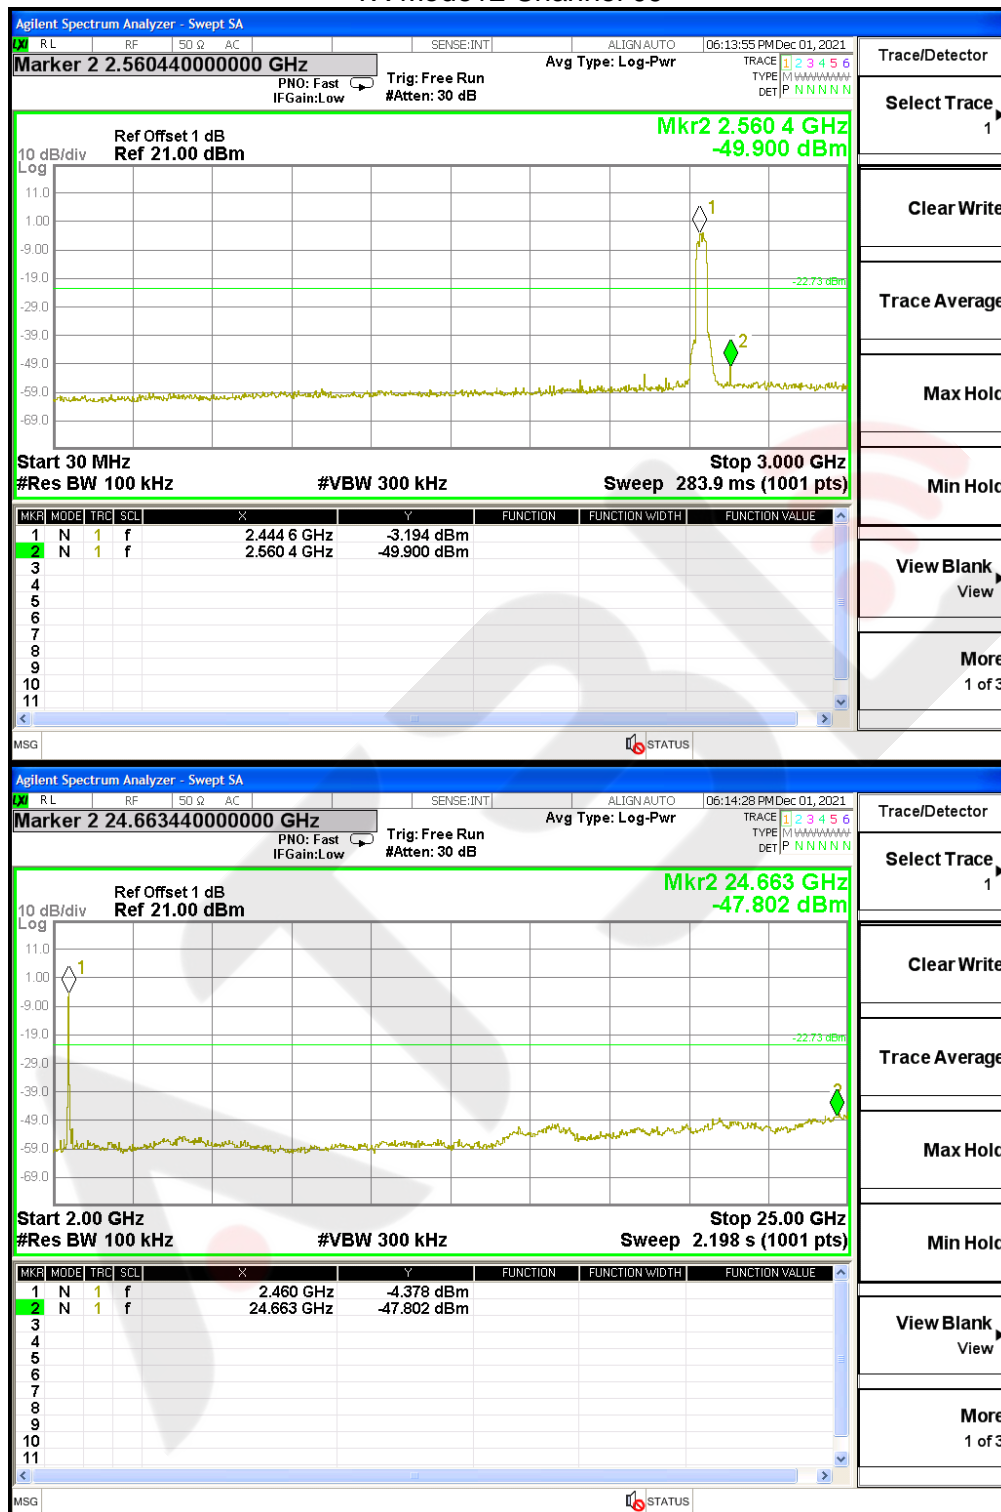 Agilent Spectrum Analyzer - Swept SA
LXI RL RF 50 Ω AC SENSE:INT ALIGN AUTO 06:13:55 PM Dec 01, 2021
Marker 2 2.560440000000 GHz
PNO: Fast
IFGain:Low
Trig: Free Run
#Atten: 30 dB
Avg Type: Log-Pwr
TRACE 1 2 3 4 5 6
TYPE M
DET P N N N N N
Mkr2 2.560 4 GHz
-49.900 dBm
Ref Offset 1 dB
10 dB/div Ref 21.00 dBm
Log
11.0
1.00
-9.00
-19.0
-29.0
-39.0
-49.0
-59.0
-69.0
1
2
-22.73 dBm
Start 30 MHz
Stop 3.000 GHz
#Res BW 100 kHz #VBW 300 kHz Sweep 283.9 ms (1001 pts)
MKR MODE TRC SCL X Y FUNCTION FUNCTION WIDTH FUNCTION VALUE
1 N 1 f 2.444 6 GHz -3.194 dBm
2 N 1 f 2.560 4 GHz -49.900 dBm
3
4
5
6
7
8
9
10
11
MSG STATUS
Trace/Detector
Select Trace
1
Clear Write
Trace Average
Max Hold
Min Hold
View Blank
View
More
1 of 3
Agilent Spectrum Analyzer - Swept SA
LXI RL RF 50 Ω AC SENSE:INT ALIGN AUTO 06:14:28 PM Dec 01, 2021
Marker 2 24.663440000000 GHz
PNO: Fast
IFGain:Low
Trig: Free Run
#Atten: 30 dB
Avg Type: Log-Pwr
TRACE 1 2 3 4 5 6
TYPE M
DET P N N N N N
Mkr2 24.663 GHz
-47.802 dBm
Ref Offset 1 dB
10 dB/div Ref 21.00 dBm
Log
11.0
1.00
-9.00
-19.0
-29.0
-39.0
-49.0
-59.0
-69.0
1
2
-22.73 dBm
Start 2.00 GHz
Stop 25.00 GHz
#Res BW 100 kHz #VBW 300 kHz Sweep 2.198 s (1001 pts)
MKR MODE TRC SCL X Y FUNCTION FUNCTION WIDTH FUNCTION VALUE
1 N 1 f 2.460 GHz -4.378 dBm
2 N 1 f 24.663 GHz -47.802 dBm
3
4
5
6
7
8
9
10
11
MSG STATUS
Trace/Detector
Select Trace
1
Clear Write
Trace Average
Max Hold
Min Hold
View Blank
View
More
1 of 3